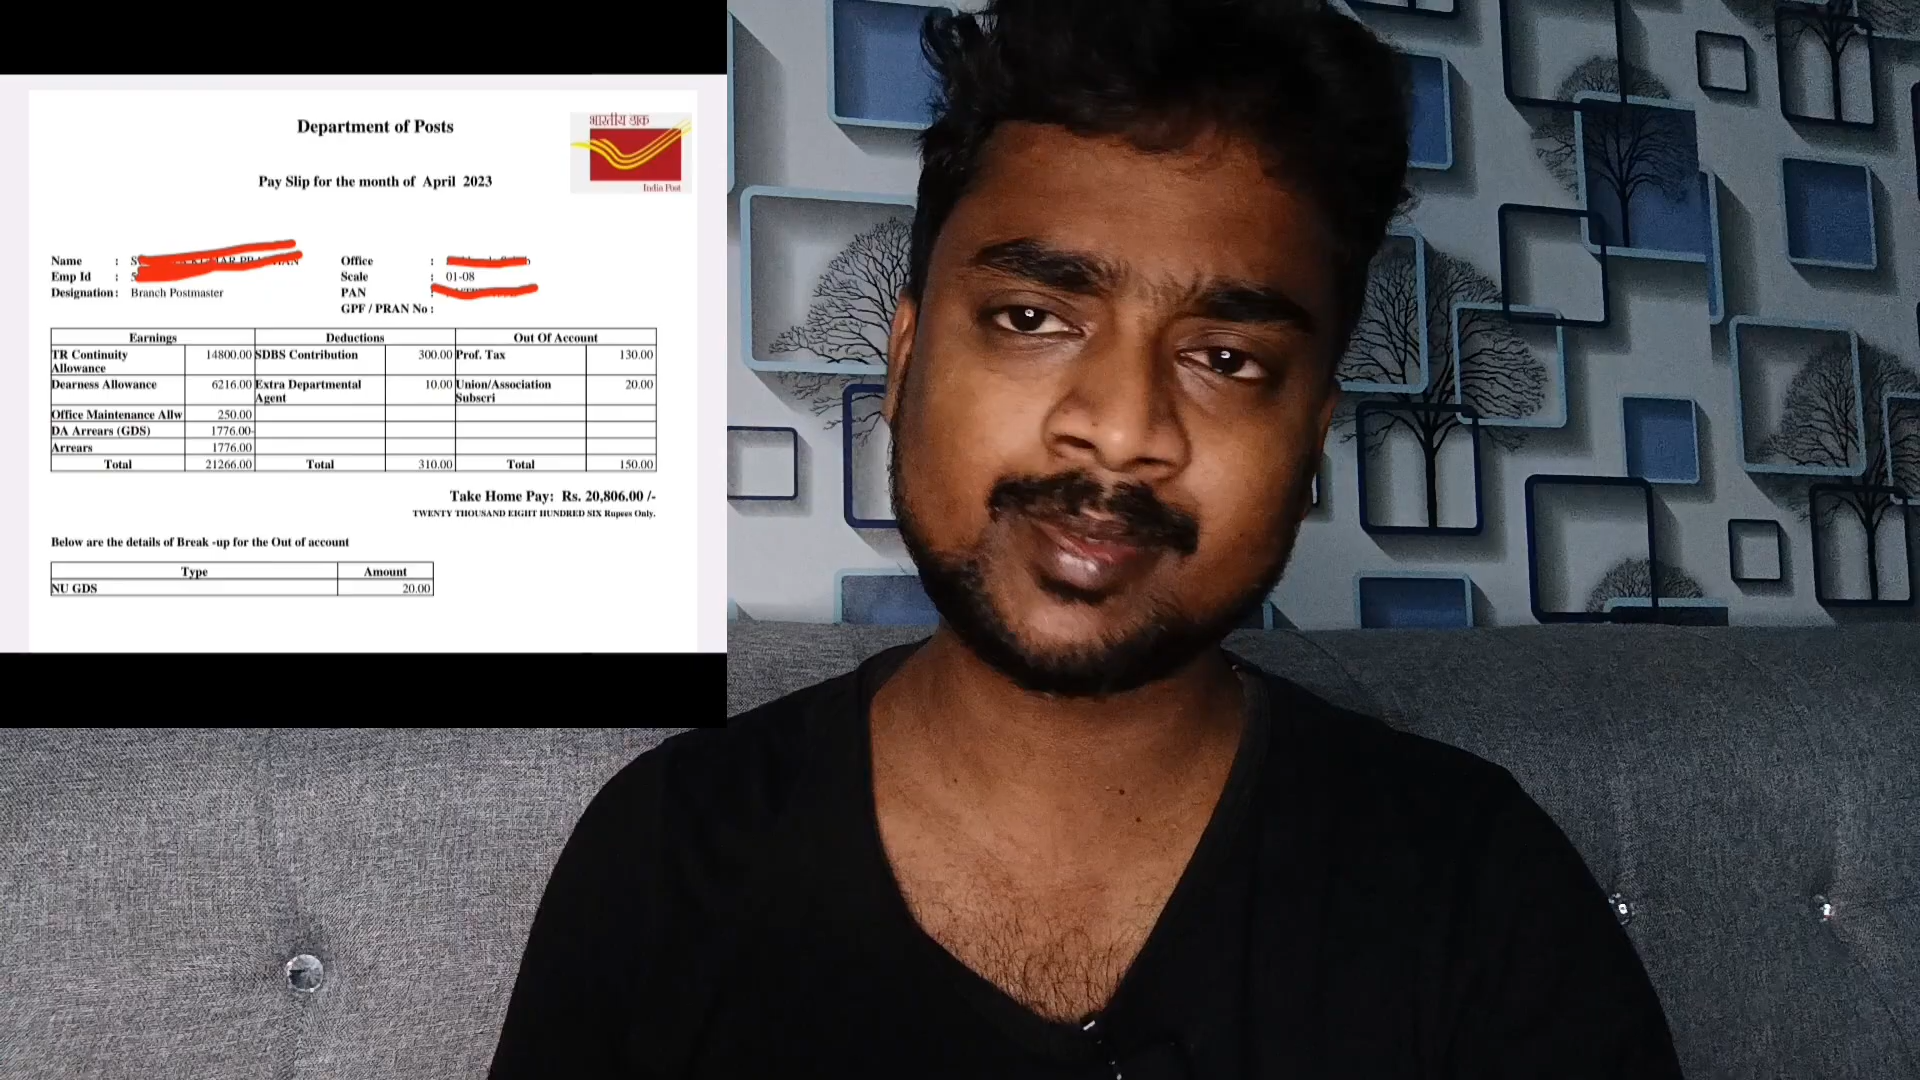 Department of Posts
भारतीय डाक
India Post
Pay Slip for the month of April 2023
Name :
Office :
Emp Id :
Scale : 01-08
Designation : Branch Postmaster
PAN :
GPF / PRAN No :
Earnings Deductions Out Of Account
TR Continuity Allowance 14800.00 SDBS Contribution 300.00 Prof. Tax 130.00
Dearness Allowance 6216.00 Extra Departmental Agent 10.00 Union/Association Subscri 20.00
Office Maintenance Allw 250.00
DA Arrears (GDS) 1776.00
Arrears 1776.00
Total 21266.00 Total 310.00 Total 150.00
Take Home Pay: Rs. 20,806.00 /-
TWENTY THOUSAND EIGHT HUNDRED SIX Rupees Only.
Below are the details of Break -up for the Out of account
Type Amount
NU GDS 20.00